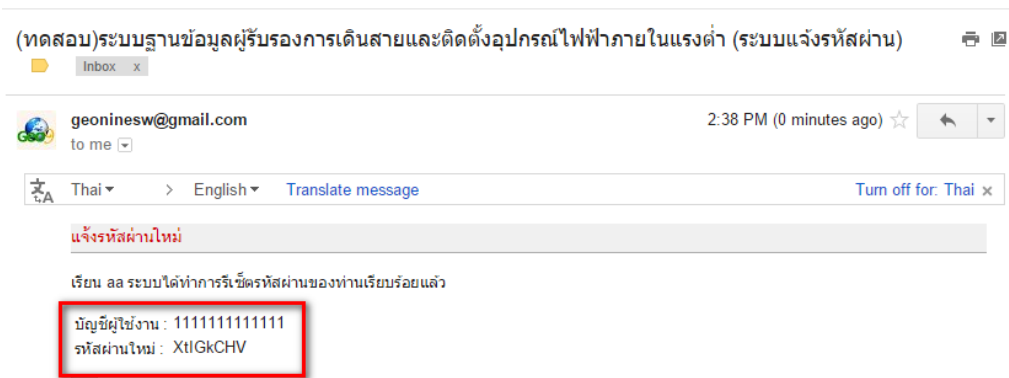 (ทดสอบ)ระบบฐานข้อมูลผู้รับรองการเดินสายและติดตั้งอุปกรณ์ไฟฟ้าภายในแรงต่ำ (ระบบแจ้งรหัสผ่าน)
Inbox x
geoninesw@gmail.com 2:38 PM (0 minutes ago)
to me
Thai > English Translate message Turn off for: Thai x
แจ้งรหัสผ่านใหม่
เรียน aa ระบบได้ทำการรีเซ็ตรหัสผ่านของท่านเรียบร้อยแล้ว
บัญชีผู้ใช้งาน : 1111111111111
รหัสผ่านใหม่ : XtIGkCHV